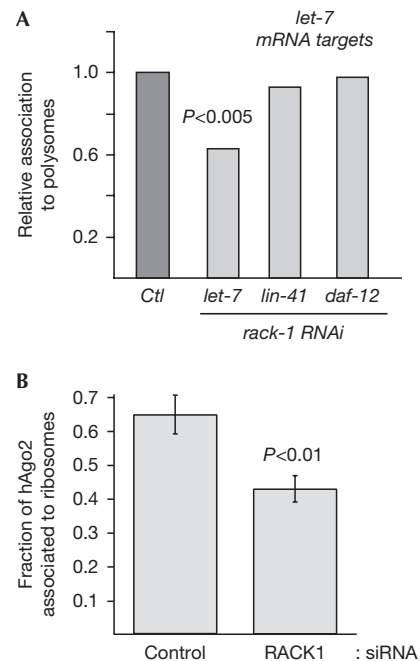 A
let-7
mRNA targets
Relative association
to polysomes
1.0
0.6
0.2
P<0.005
Ctl let-7 lin-41 daf-12
rack-1 RNAi
B
Fraction of hAgo2
associated to ribosomes
0.7
0.6
0.5
0.4
0.3
0.2
0.1
P<0.01
Control RACK1 : siRNA